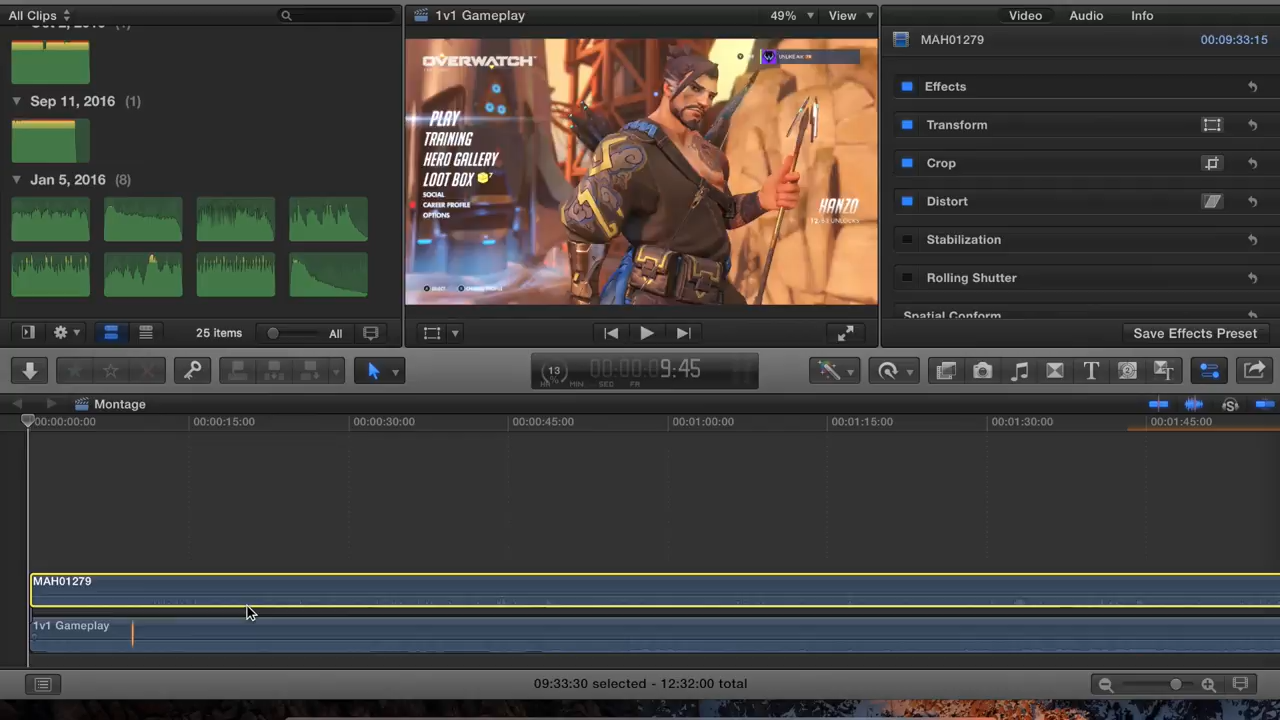 All Clips
1v1 Gameplay
49%
View
Video
Audio
Info
MAH01279
00:09:33:15
Sep 11, 2016 (1)
Jan 5, 2016 (8)
OVERWATCH
PLAY
TRAINING
HERO GALLERY
LOOT BOX
SOCIAL
CAREER PROFILE
OPTIONS
HANZO
Effects
Transform
Crop
Distort
Stabilization
Rolling Shutter
Spatial Conform
25 items
All
Save Effects Preset
13
9:45
HR
MIN
SEC
FR
Montage
00:00:00:00
00:00:15:00
00:00:30:00
00:00:45:00
00:01:00:00
00:01:15:00
00:01:30:00
00:01:45:00
MAH01279
1v1 Gameplay
09:33:30 selected - 12:32:00 total